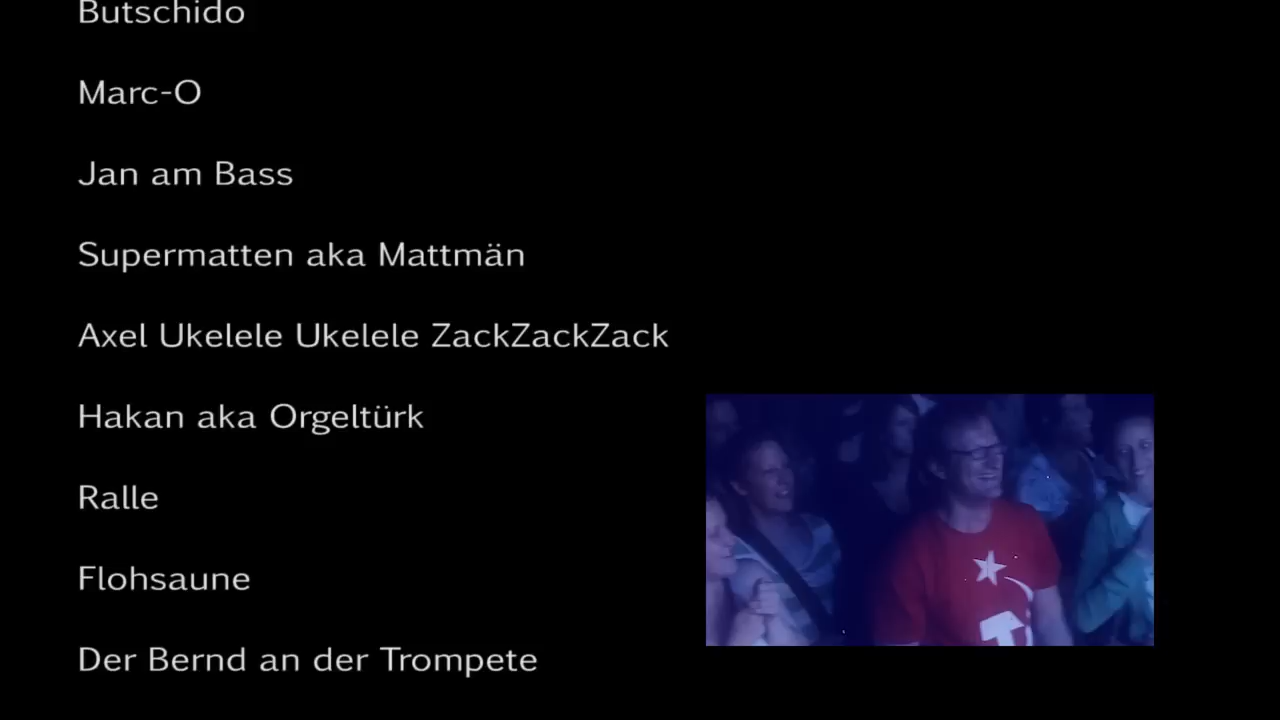 Butschido
Marc-O
Jan am Bass
Supermatten aka Mattmän
Axel Ukelele Ukelele ZackZackZack
Hakan aka Orgeltürk
Ralle
Flohsaune
Der Bernd an der Trompete